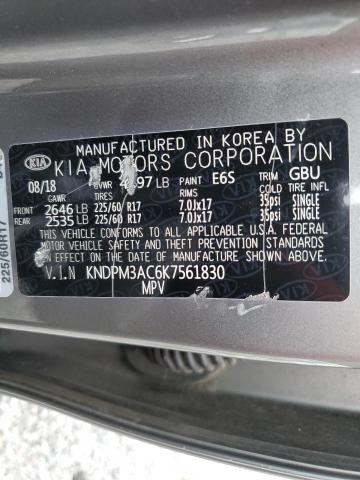 MANUFACTURED IN KOREA BY
KIA KIA MOTORS CORPORATION
08/18 GVWR LB PAINT E6S TRIM GBU
GAWR TIRES RIMS COLD TIRE INFL
FRONT 2646 LB 225/60 R17 7.0Jx17 35psi SINGLE
REAR 2535 LB 225/60 R17 7.0Jx17 35psi SINGLE
THIS VEHICLE CONFORMS TO ALL APPLICABLE U.S.A. FEDERAL
MOTOR VEHICLE SAFETY, BUMPER, AND THEFT PREVENTION
STANDARDS IN EFFECT ON THE DATE OF MANUFACTURE SHOWN ABOVE.
V.I.N KNDPM3AC6K7561830
MPV
225/60R17